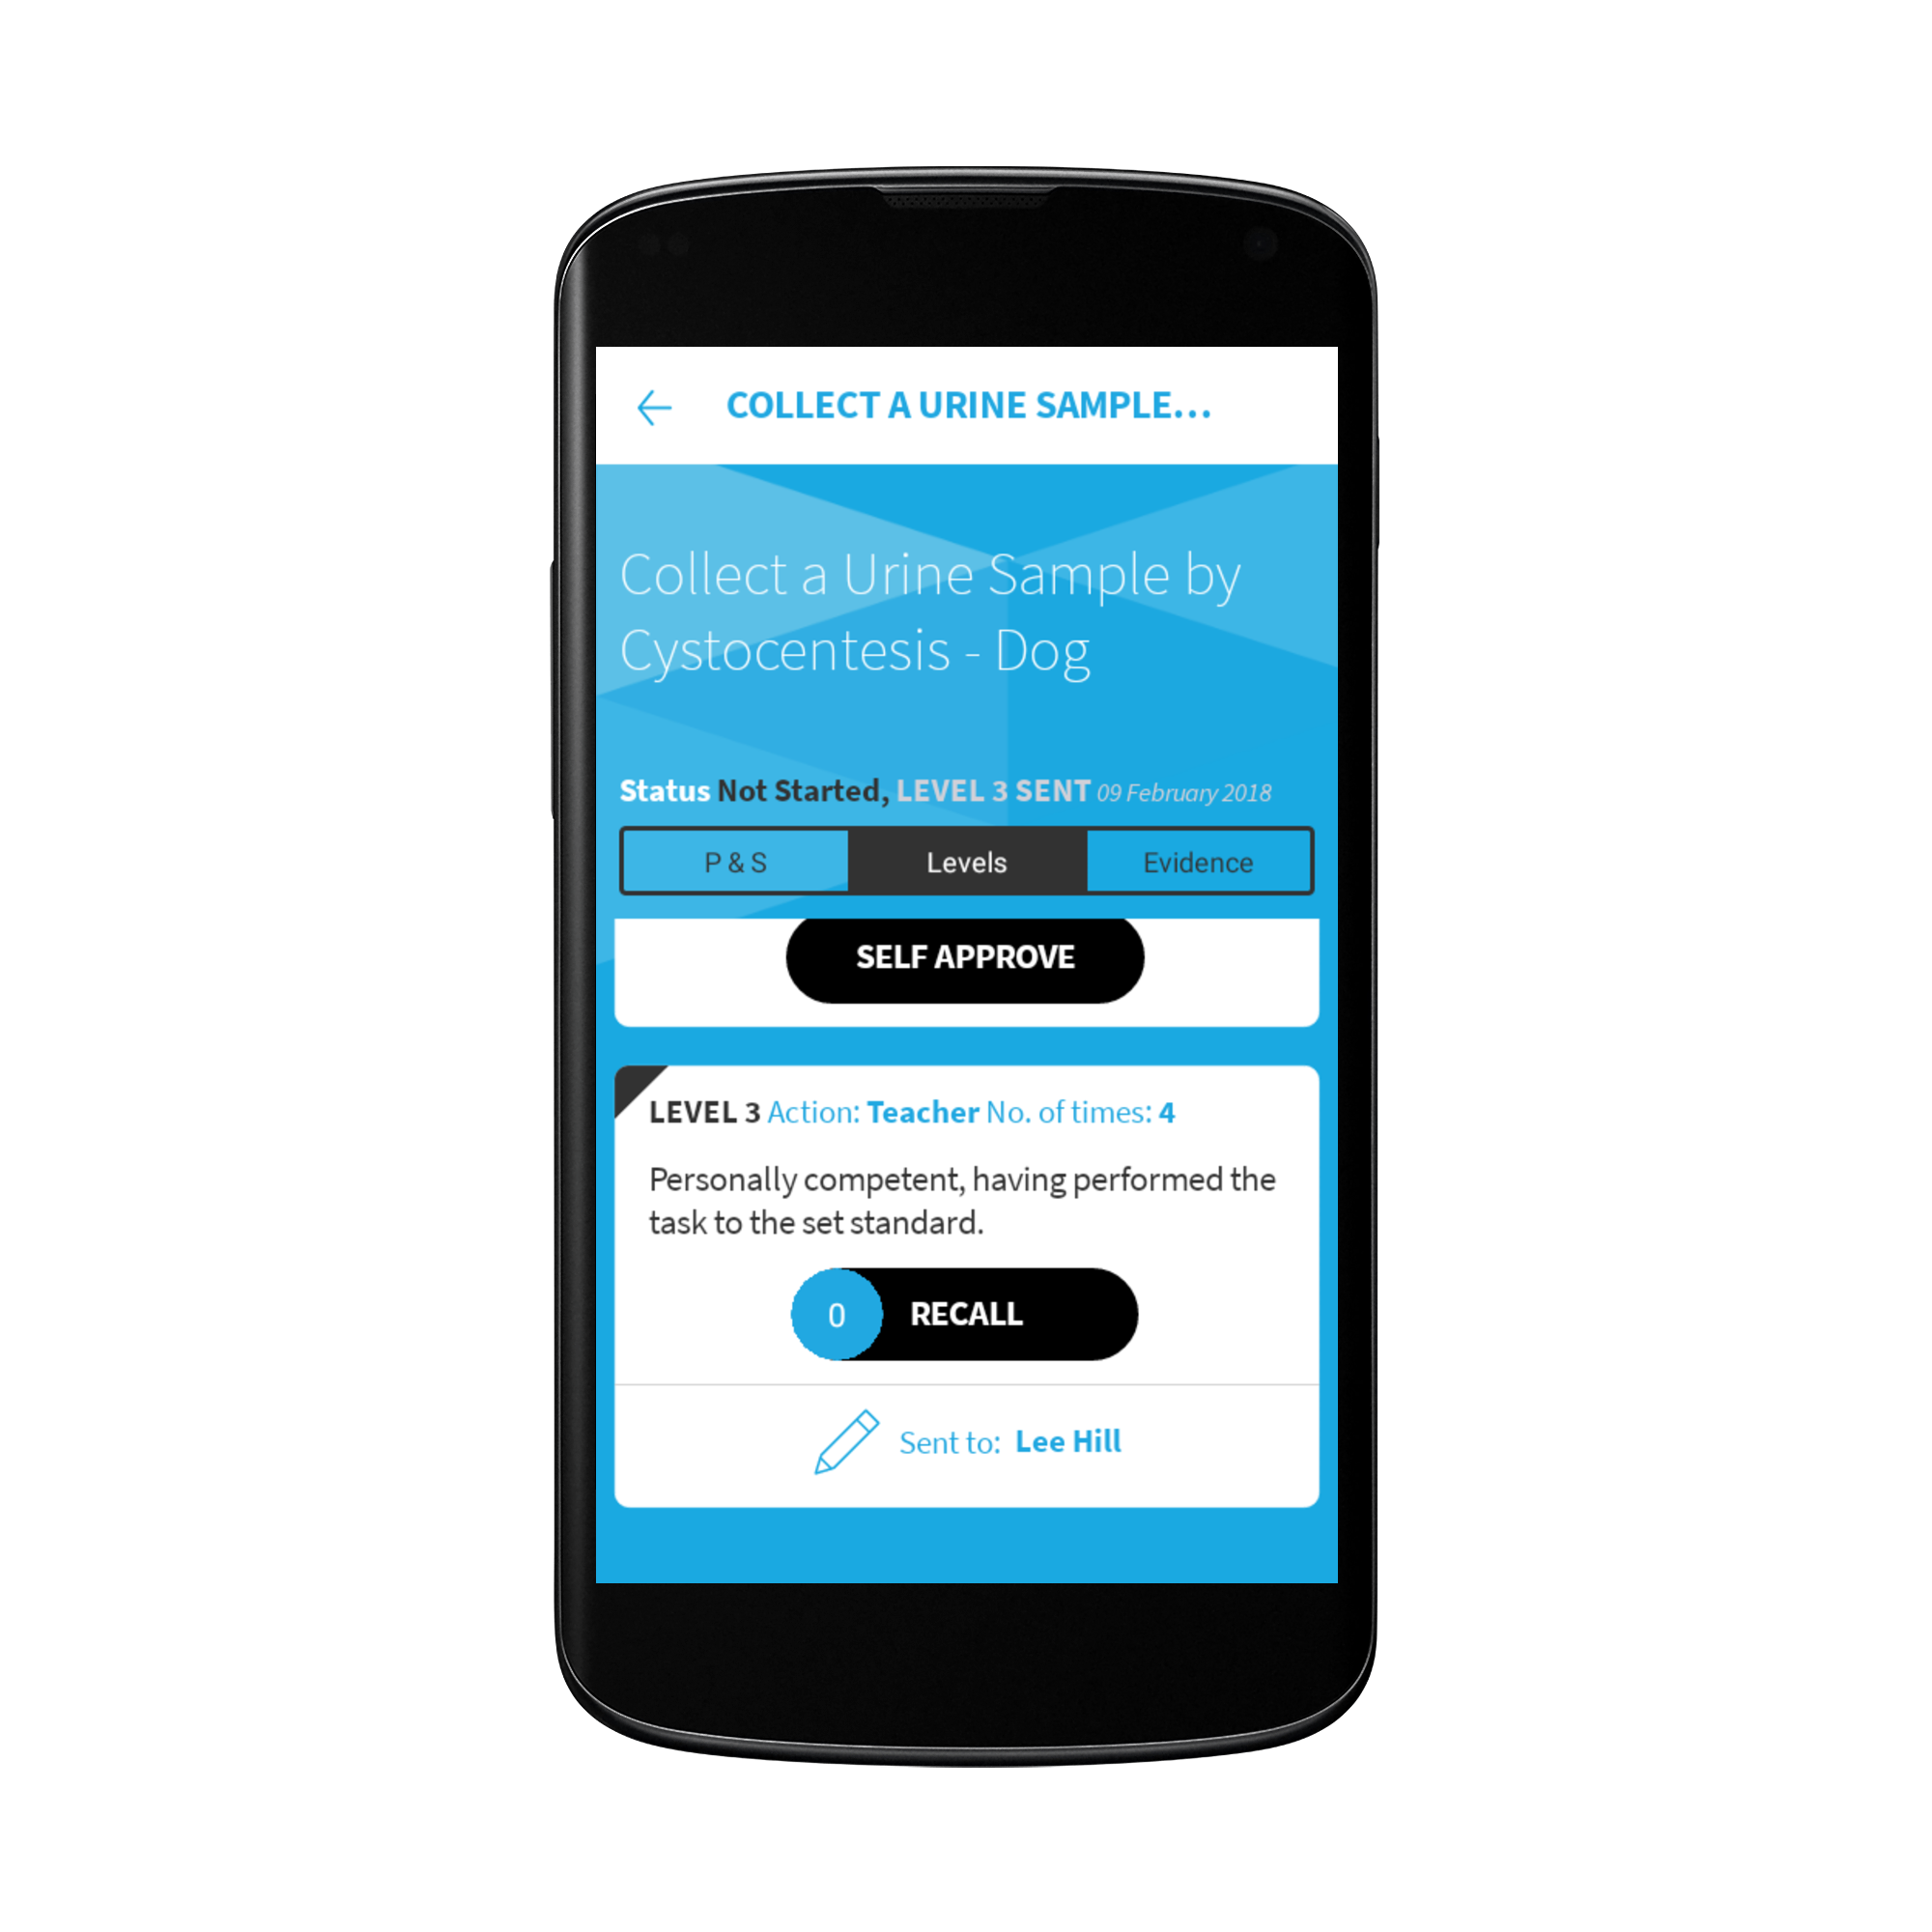 COLLECT A URINE SAMPLE...
Collect a Urine Sample by
Cystocentesis - Dog
Status Not Started, LEVEL 3 SENT 09 February 2018
P & S Levels Evidence
SELF APPROVE
LEVEL 3 Action: Teacher No. of times: 4
Personally competent, having performed the
task to the set standard.
0 RECALL
Sent to: Lee Hill